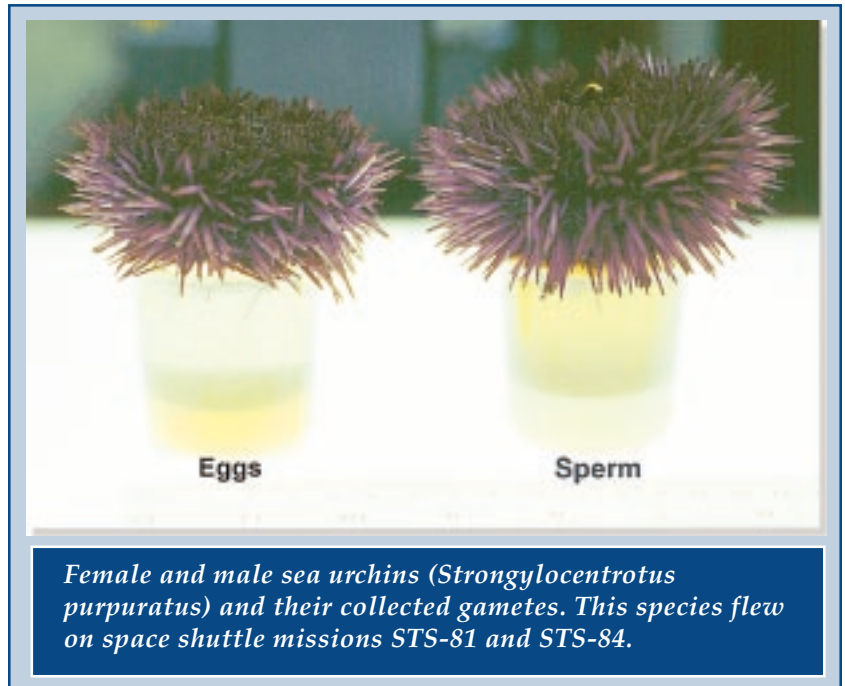 Eggs
Sperm
Female and male sea urchins (Strongylocentrotus
purpuratus) and their collected gametes. This species flew
on space shuttle missions STS-81 and STS-84.